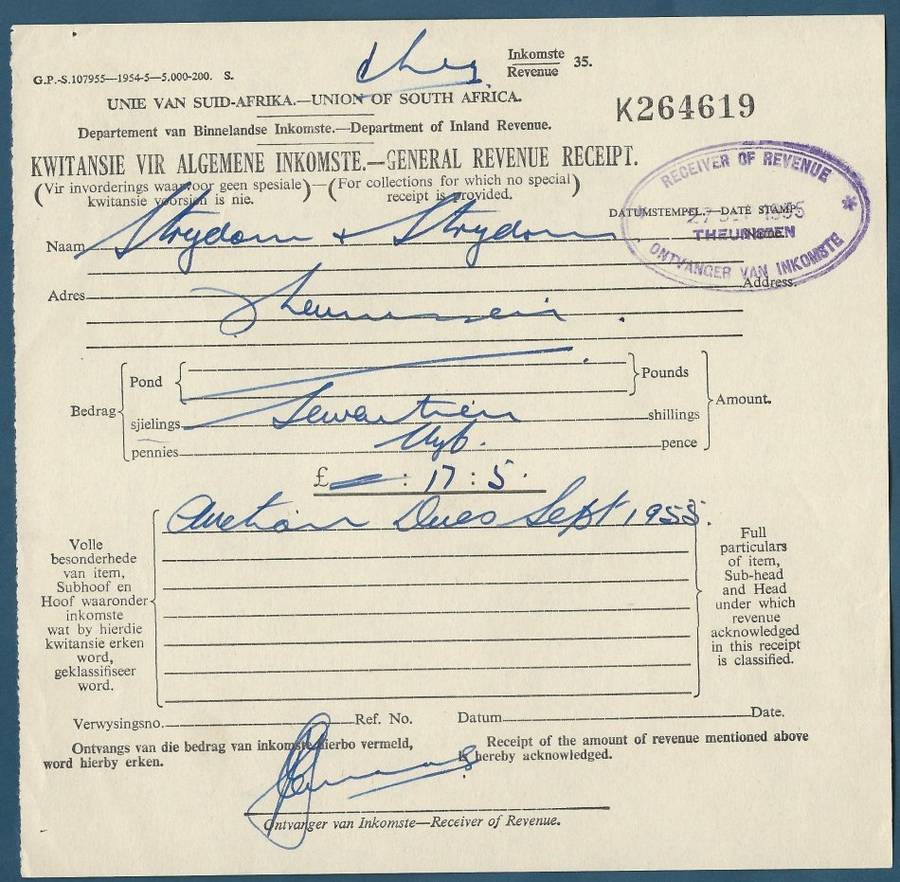 G.P.-S.107955—1954-5—5.000-200. S.
cheq
Inkomste
Revenue 35.
UNIE VAN SUID-AFRIKA.—UNION OF SOUTH AFRICA.
K264619
Departement van Binnelandse Inkomste.—Department of Inland Revenue.
KWITANSIE VIR ALGEMENE INKOMSTE.—GENERAL REVENUE RECEIPT.
(Vir invorderings waarvoor geen spesiale kwitansie voorsien is nie.)—(For collections for which no special receipt is provided.)
RECEIVER OF REVENUE
DATUMSTEMPEL.—DATE STAMP.
27 1955
THEUNISSEN
ONTVANGER VAN INKOMSTE
Naam Strydom & Strydom Name.
Adres Theunissen. Address.
Bedrag
Pond Pounds
sjielings Sewentien shillings
pennies Vyf. pence
Amount.
£ — : 17 : 5.
Auction Dues Sept 1955.
Volle
besonderhede
van item,
Subhoof en
Hoof waaronder
inkomste
wat by hierdie
kwitansie erken
word,
geklassifiseer
word.
Full
particulars
of item,
Sub-head
and Head
under which
revenue
acknowledged
in this receipt
is classified.
Verwysingsno. Ref. No. Datum Date.
Ontvangs van die bedrag van inkomste hierbo vermeld,
word hierby erken.
Receipt of the amount of revenue mentioned above
is hereby acknowledged.
Ontvanger van Inkomste—Receiver of Revenue.